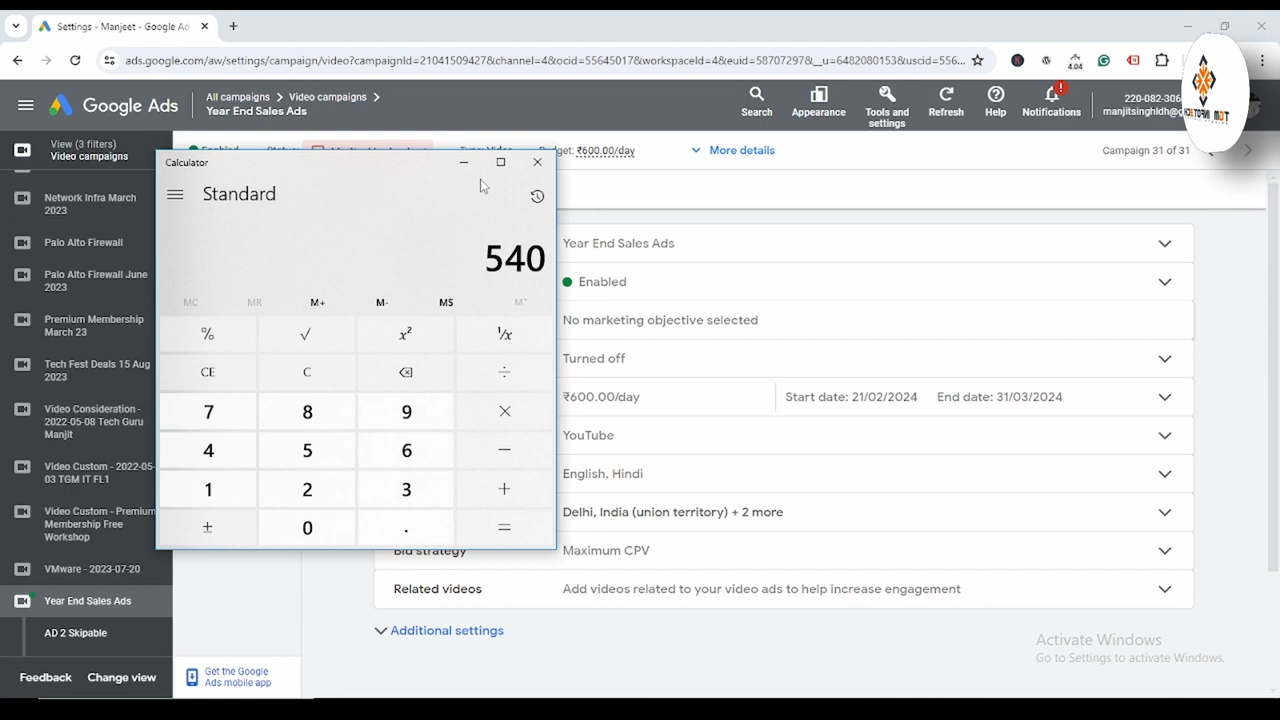 Settings - Manjeet - Google Ad
ads.google.com/aw/settings/campaign/video?campaignId=21041509427&channel=4&ocid=55645017&workspaceId=4&euid=58707297&__u=6482080153&uscid=556...
4.04
Google Ads
All campaigns > Video campaigns >
Year End Sales Ads
Search
Appearance
Tools and
settings
Refresh
Help
Notifications
220-082-306
manjitsinghldh@g
View (3 filters)
Video campaigns
₹600.00/day
More details
Campaign 31 of 31
Network Infra March
2023
Palo Alto Firewall
Palo Alto Firewall June
2023
Premium Membership
March 23
Tech Fest Deals 15 Aug
2023
Video Consideration -
2022-05-08 Tech Guru
Manjit
Video Custom - 2022-05-
03 TGM IT FL1
Video Custom - Premium
Membership Free
Workshop
VMware - 2023-07-20
Year End Sales Ads
AD 2 Skipable
Feedback Change view
Calculator
Standard
540
MC MR M+ M- MS
% √ x² ¹/x
CE C ÷
7 8 9 ×
4 5 6 −
1 2 3 +
± 0 . =
Year End Sales Ads
Enabled
No marketing objective selected
Turned off
₹600.00/day Start date: 21/02/2024 End date: 31/03/2024
YouTube
English, Hindi
Delhi, India (union territory) + 2 more
Bid strategy Maximum CPV
Related videos Add videos related to your video ads to help increase engagement
Additional settings
Get the Google
Ads mobile app
Activate Windows
Go to Settings to activate Windows.